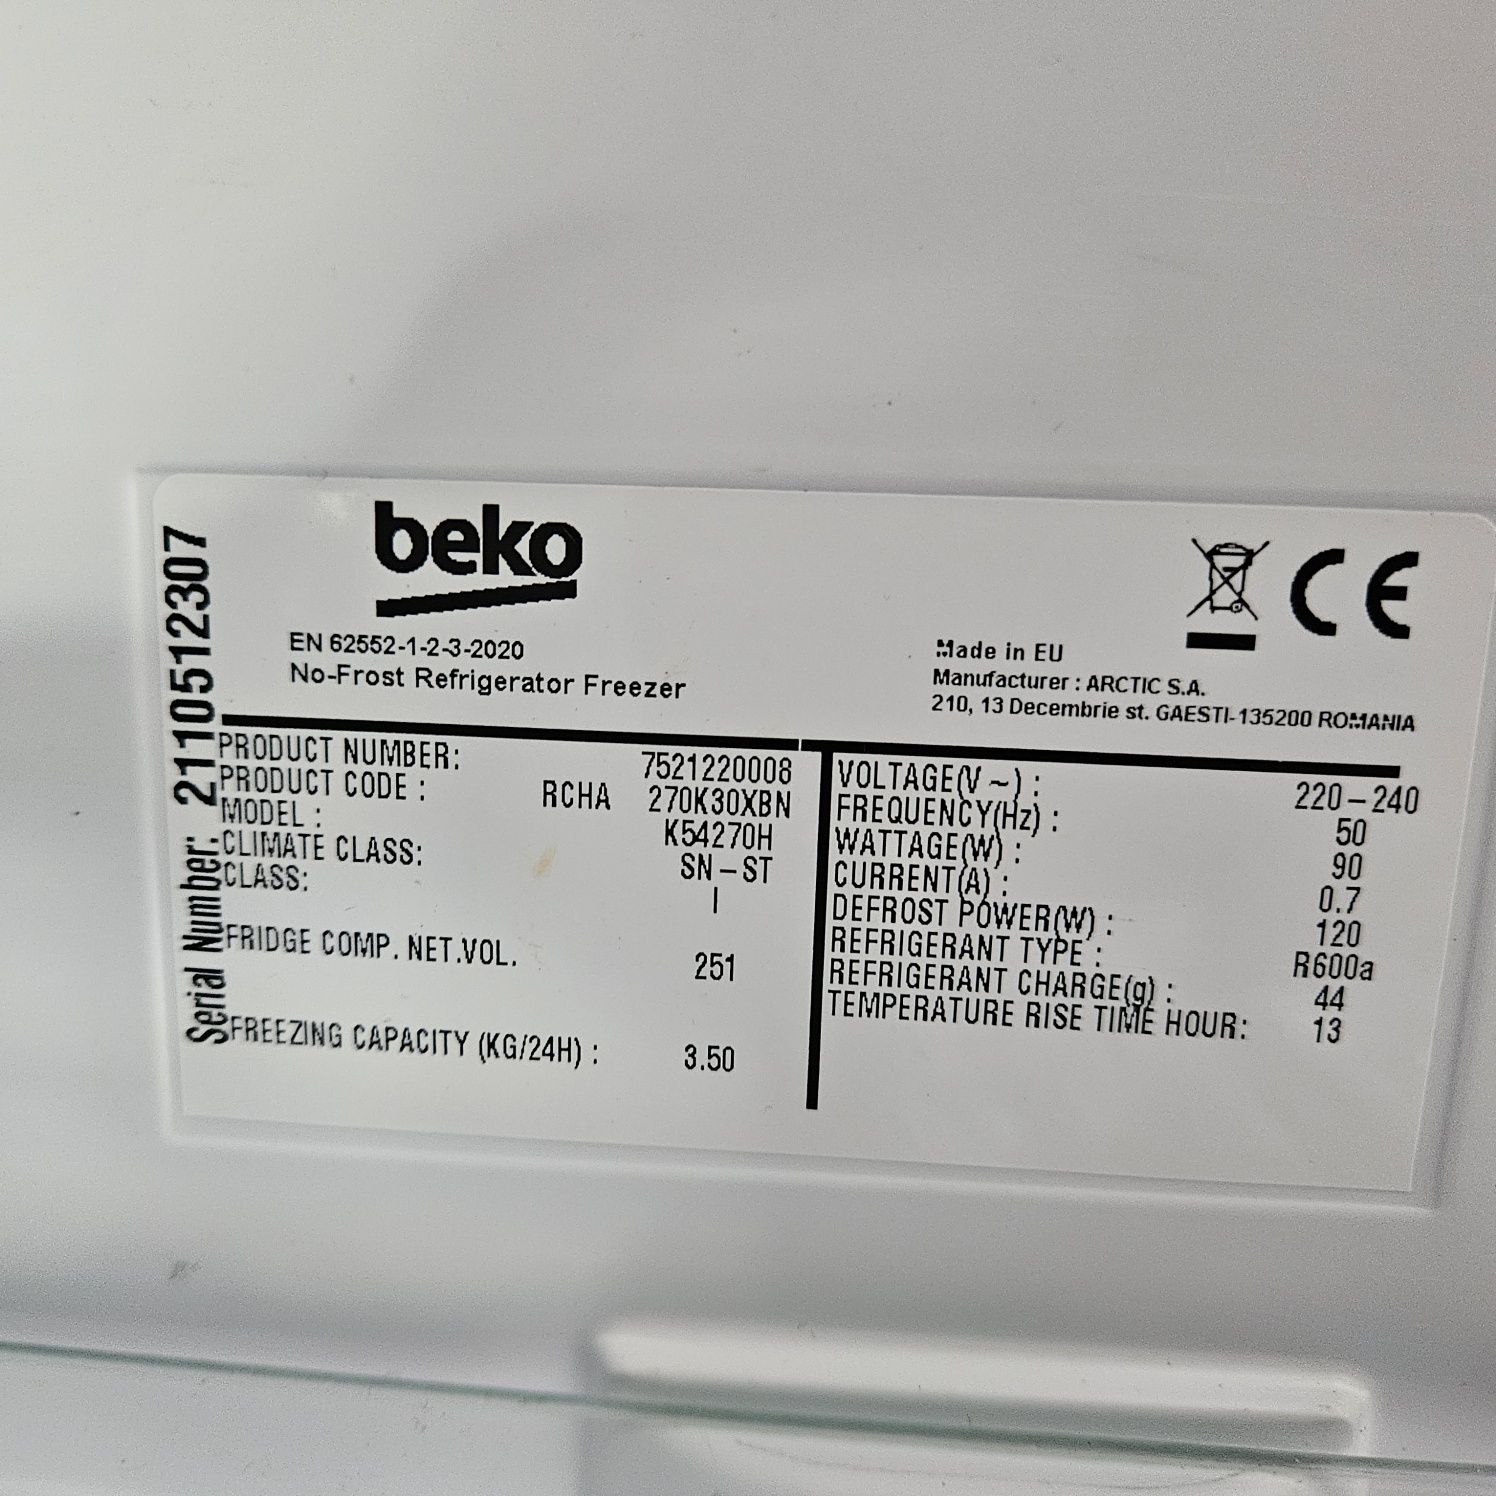 Serial Number: 2110512307
beko
EN 62552-1-2-3-2020
No-Frost Refrigerator Freezer
CE
Made in EU
Manufacturer : ARCTIC S.A.
210, 13 Decembrie st. GAESTI-135200 ROMANIA
PRODUCT NUMBER: 7521220008
PRODUCT CODE : RCHA 270K30XBN
MODEL : K54270H
CLIMATE CLASS: SN-ST
CLASS: I
FRIDGE COMP. NET.VOL. 251
FREEZING CAPACITY (KG/24H) : 3.50
VOLTAGE(V ~) : 220-240
FREQUENCY(Hz) : 50
WATTAGE(W) : 90
CURRENT(A) : 0.7
DEFROST POWER(W) : 120
REFRIGERANT TYPE : R600a
REFRIGERANT CHARGE(g) : 44
TEMPERATURE RISE TIME HOUR: 13